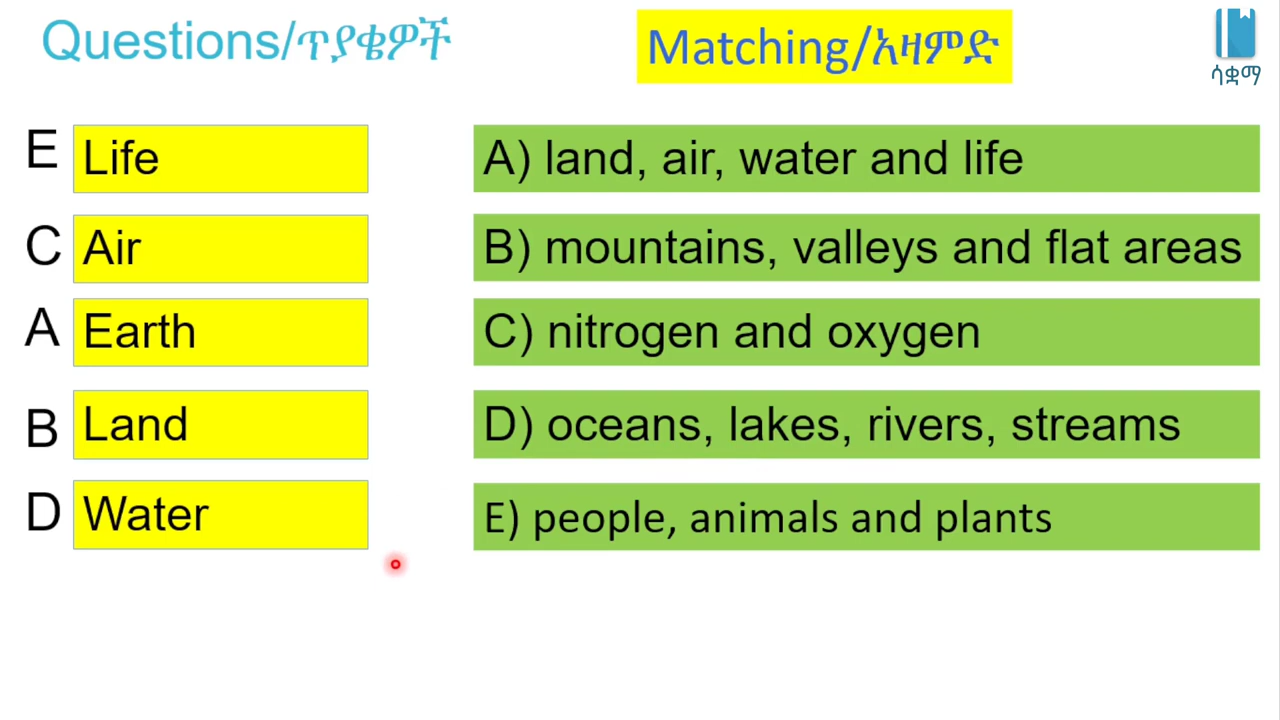 Questions/ጥያቄዎች
Matching/አዛምድ
ሳቋማ
E Life
A) land, air, water and life
C Air
B) mountains, valleys and flat areas
A Earth
C) nitrogen and oxygen
B Land
D) oceans, lakes, rivers, streams
D Water
E) people, animals and plants